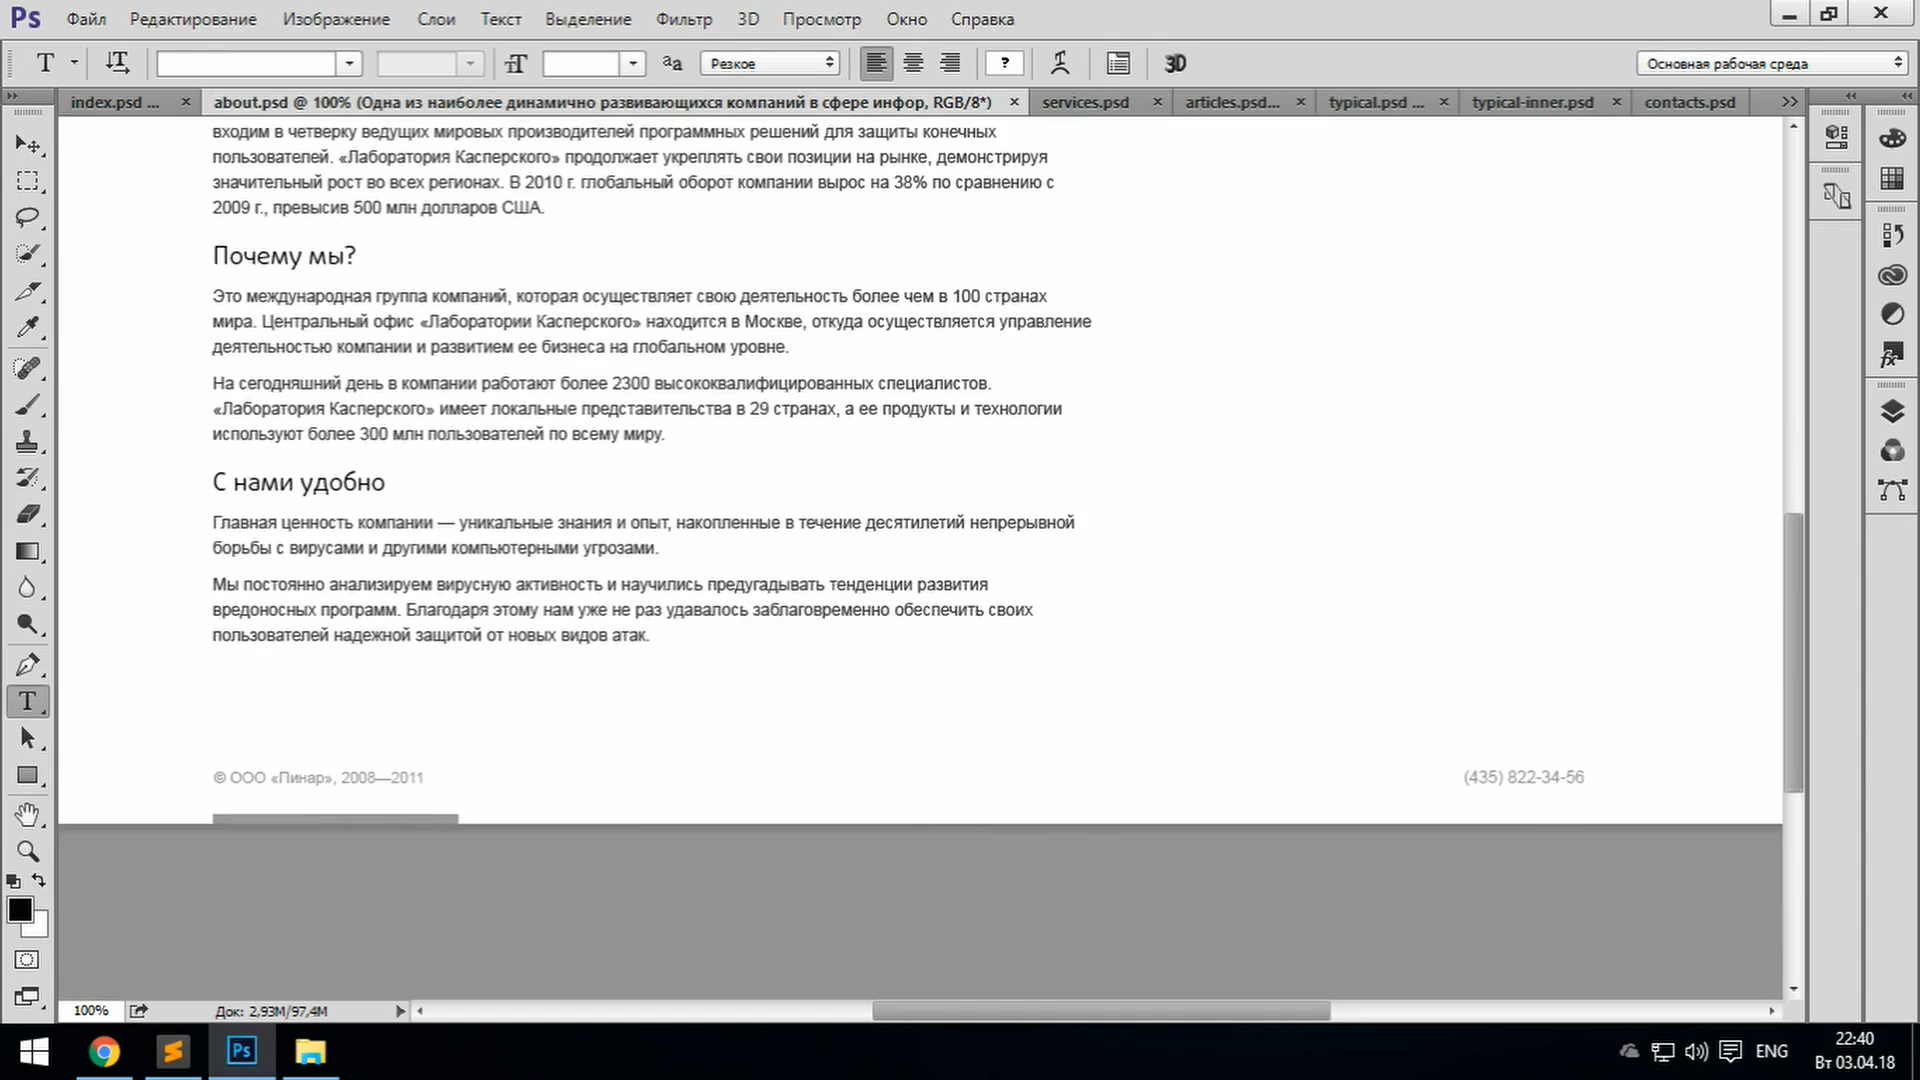 Ps Файл Редактирование Изображение Слои Текст Выделение Фильтр 3D Просмотр Окно Справка
Резкое ? 3D Основная рабочая среда
index.psd ... about.psd @ 100% (Одна из наиболее динамично развивающихся компаний в сфере инфор, RGB/8*) services.psd articles.psd... typical.psd ... typical-inner.psd contacts.psd
входим в четверку ведущих мировых производителей программных решений для защиты конечных
пользователей. «Лаборатория Касперского» продолжает укреплять свои позиции на рынке, демонстрируя
значительный рост во всех регионах. В 2010 г. глобальный оборот компании вырос на 38% по сравнению с
2009 г., превысив 500 млн долларов США.
Почему мы?
Это международная группа компаний, которая осуществляет свою деятельность более чем в 100 странах
мира. Центральный офис «Лаборатории Касперского» находится в Москве, откуда осуществляется управление
деятельностью компании и развитием ее бизнеса на глобальном уровне.
На сегодняшний день в компании работают более 2300 высококвалифицированных специалистов.
«Лаборатория Касперского» имеет локальные представительства в 29 странах, а ее продукты и технологии
используют более 300 млн пользователей по всему миру.
С нами удобно
Главная ценность компании — уникальные знания и опыт, накопленные в течение десятилетий непрерывной
борьбы с вирусами и другими компьютерными угрозами.
Мы постоянно анализируем вирусную активность и научились предугадывать тенденции развития
вредоносных программ. Благодаря этому нам уже не раз удавалось заблаговременно обеспечить своих
пользователей надежной защитой от новых видов атак.
© ООО «Пинар», 2008—2011 (435) 822-34-56
100% Док: 2,93M/97,4M
Ps ENG 22:40
Вт 03.04.18